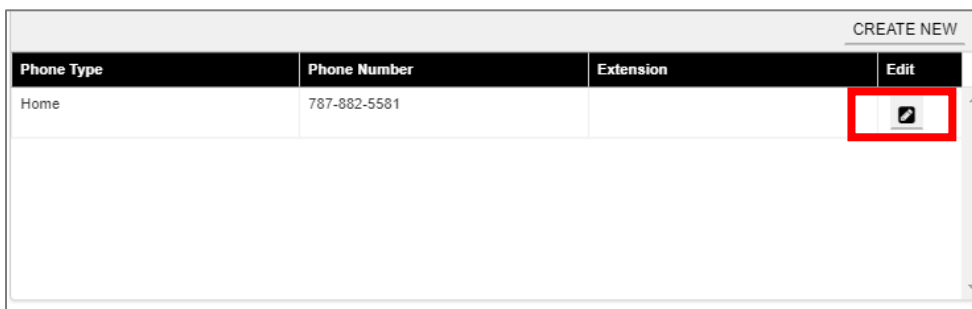 CREATE NEW
Phone Type Phone Number Extension Edit
Home 787-882-5581